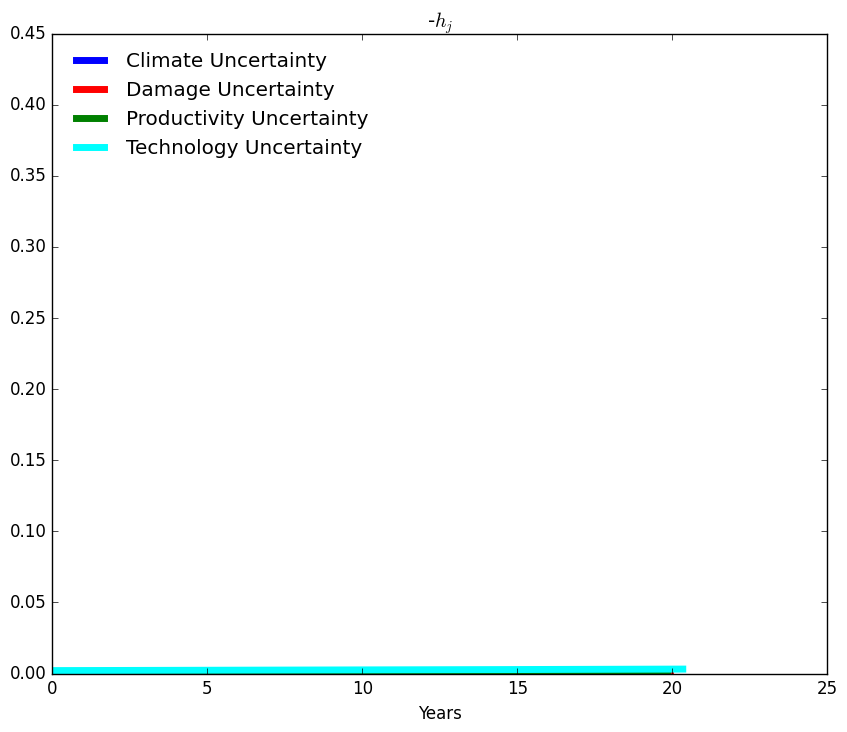 -h_j
0.45
Climate Uncertainty
Damage Uncertainty
0.40
Productivity Uncertainty
Technology Uncertainty
0.35
0.30
0.25
0.20
0.15
0.10
0.05
0.00
0 5 10 15 20 25
Years